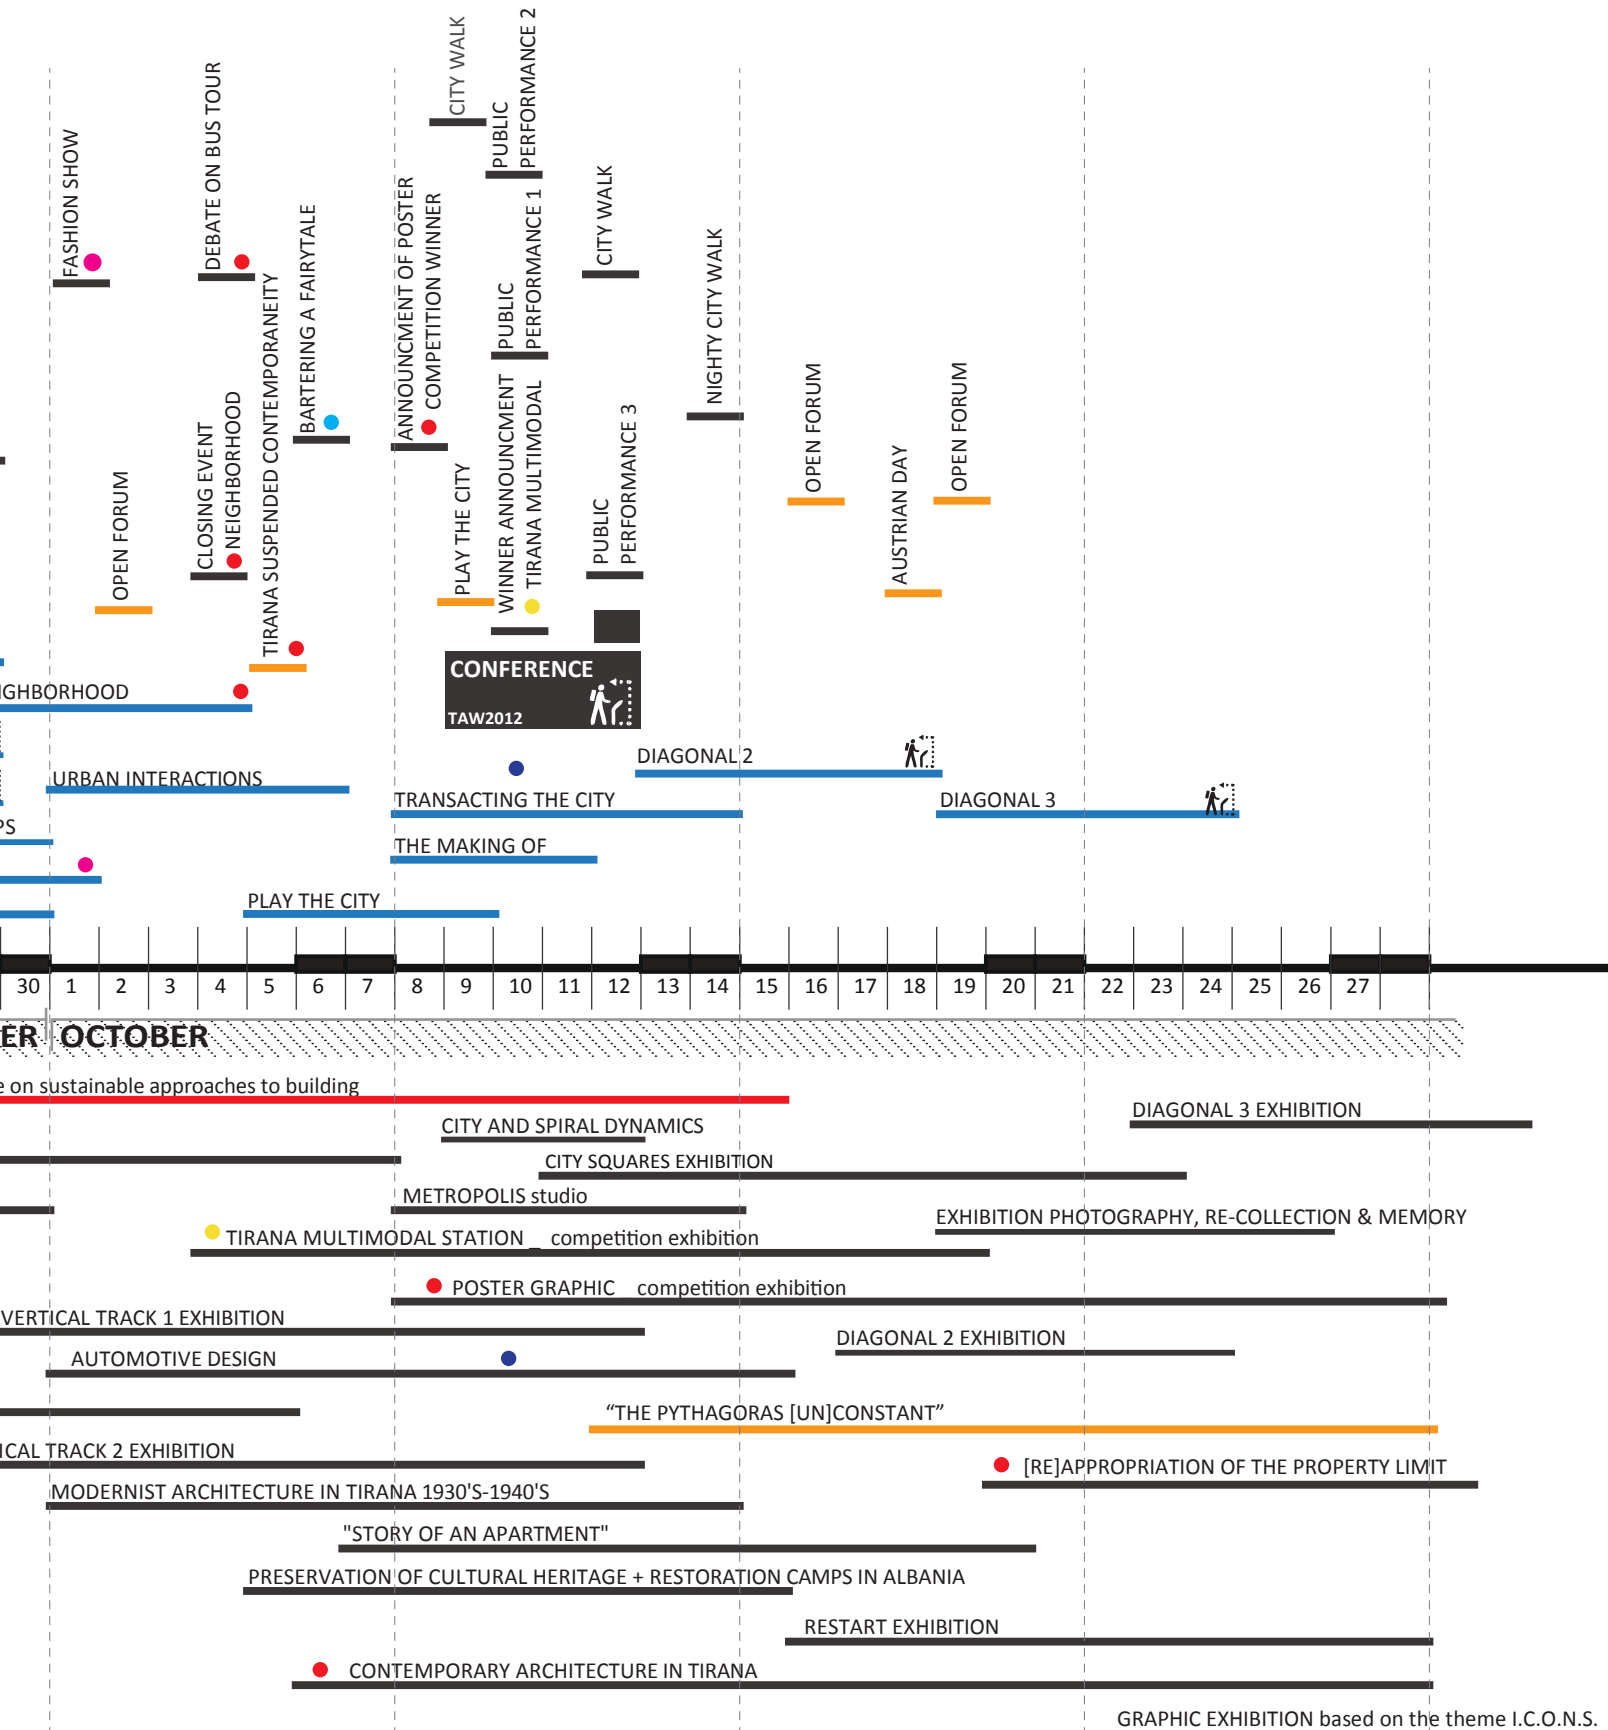 CITY WALK
PUBLIC
PERFORMANCE 2
FASHION SHOW
DEBATE ON BUS TOUR
BARTERING A FAIRYTALE
ANNOUNCMENT OF POSTER
COMPETITION WINNER
PUBLIC
PERFORMANCE 1
CITY WALK
NIGHTY CITY WALK
OPEN FORUM
CLOSING EVENT
NEIGHBORHOOD
TIRANA SUSPENDED CONTEMPORANEITY
PLAY THE CITY
WINNER ANNOUNCMENT
TIRANA MULTIMODAL
PUBLIC
PERFORMANCE 3
OPEN FORUM
AUSTRIAN DAY
OPEN FORUM
CONFERENCE
TAW2012
IGHBORHOOD
DIAGONAL 2
URBAN INTERACTIONS
TRANSACTING THE CITY
DIAGONAL 3
PS
THE MAKING OF
PLAY THE CITY
30 1 2 3 4 5 6 7 8 9 10 11 12 13 14 15 16 17 18 19 20 21 22 23 24 25 26 27
ER OCTOBER
e on sustainable approaches to building
DIAGONAL 3 EXHIBITION
CITY AND SPIRAL DYNAMICS
CITY SQUARES EXHIBITION
METROPOLIS studio
EXHIBITION PHOTOGRAPHY, RE-COLLECTION & MEMORY
TIRANA MULTIMODAL STATION _ competition exhibition
POSTER GRAPHIC _ competition exhibition
VERTICAL TRACK 1 EXHIBITION
DIAGONAL 2 EXHIBITION
AUTOMOTIVE DESIGN
“THE PYTHAGORAS [UN]CONSTANT”
ICAL TRACK 2 EXHIBITION
[RE]APPROPRIATION OF THE PROPERTY LIMIT
MODERNIST ARCHITECTURE IN TIRANA 1930'S-1940'S
"STORY OF AN APARTMENT"
PRESERVATION OF CULTURAL HERITAGE + RESTORATION CAMPS IN ALBANIA
RESTART EXHIBITION
CONTEMPORARY ARCHITECTURE IN TIRANA
GRAPHIC EXHIBITION based on the theme I.C.O.N.S.